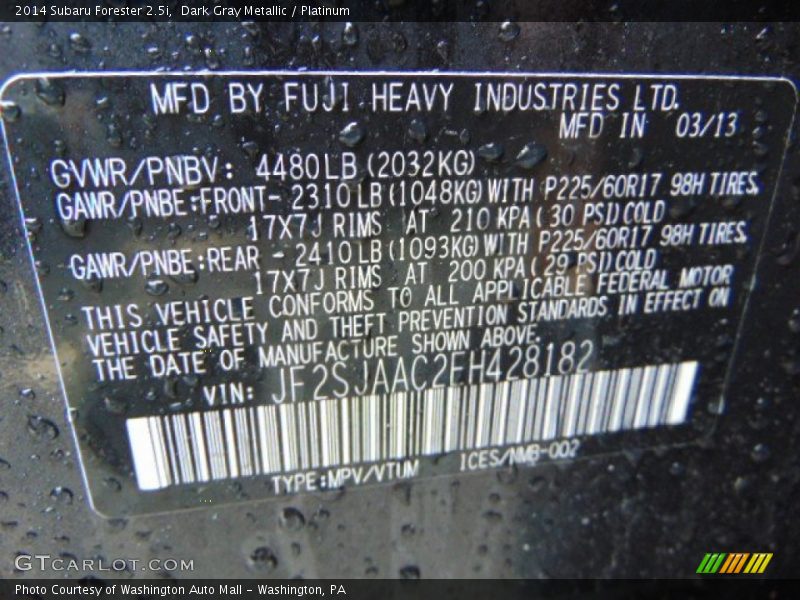 2014 Subaru Forester 2.5i, Dark Gray Metallic / Platinum
MFD BY FUJI HEAVY INDUSTRIES LTD.
MFD IN 03/13
GVWR/PNBV: 4480LB (2032KG)
GAWR/PNBE:FRONT- 2310 LB (1048KG) WITH P225/60R17 98H TIRES.
17X7J RIMS AT 210 KPA ( 30 PSI) COLD
GAWR/PNBE:REAR - 2410 LB (1093KG) WITH P225/60R17 98H TIRES.
17X7J RIMS AT 200 KPA ( 29 PSI) COLD
THIS VEHICLE CONFORMS TO ALL APPLICABLE FEDERAL MOTOR
VEHICLE SAFETY AND THEFT PREVENTION STANDARDS IN EFFECT ON
THE DATE OF MANUFACTURE SHOWN ABOVE.
VIN: JF2SJAAC2EH428182
TYPE:MPV/VTUM ICES/NMB-002
GTCARLOT.COM
Photo Courtesy of Washington Auto Mall - Washington, PA